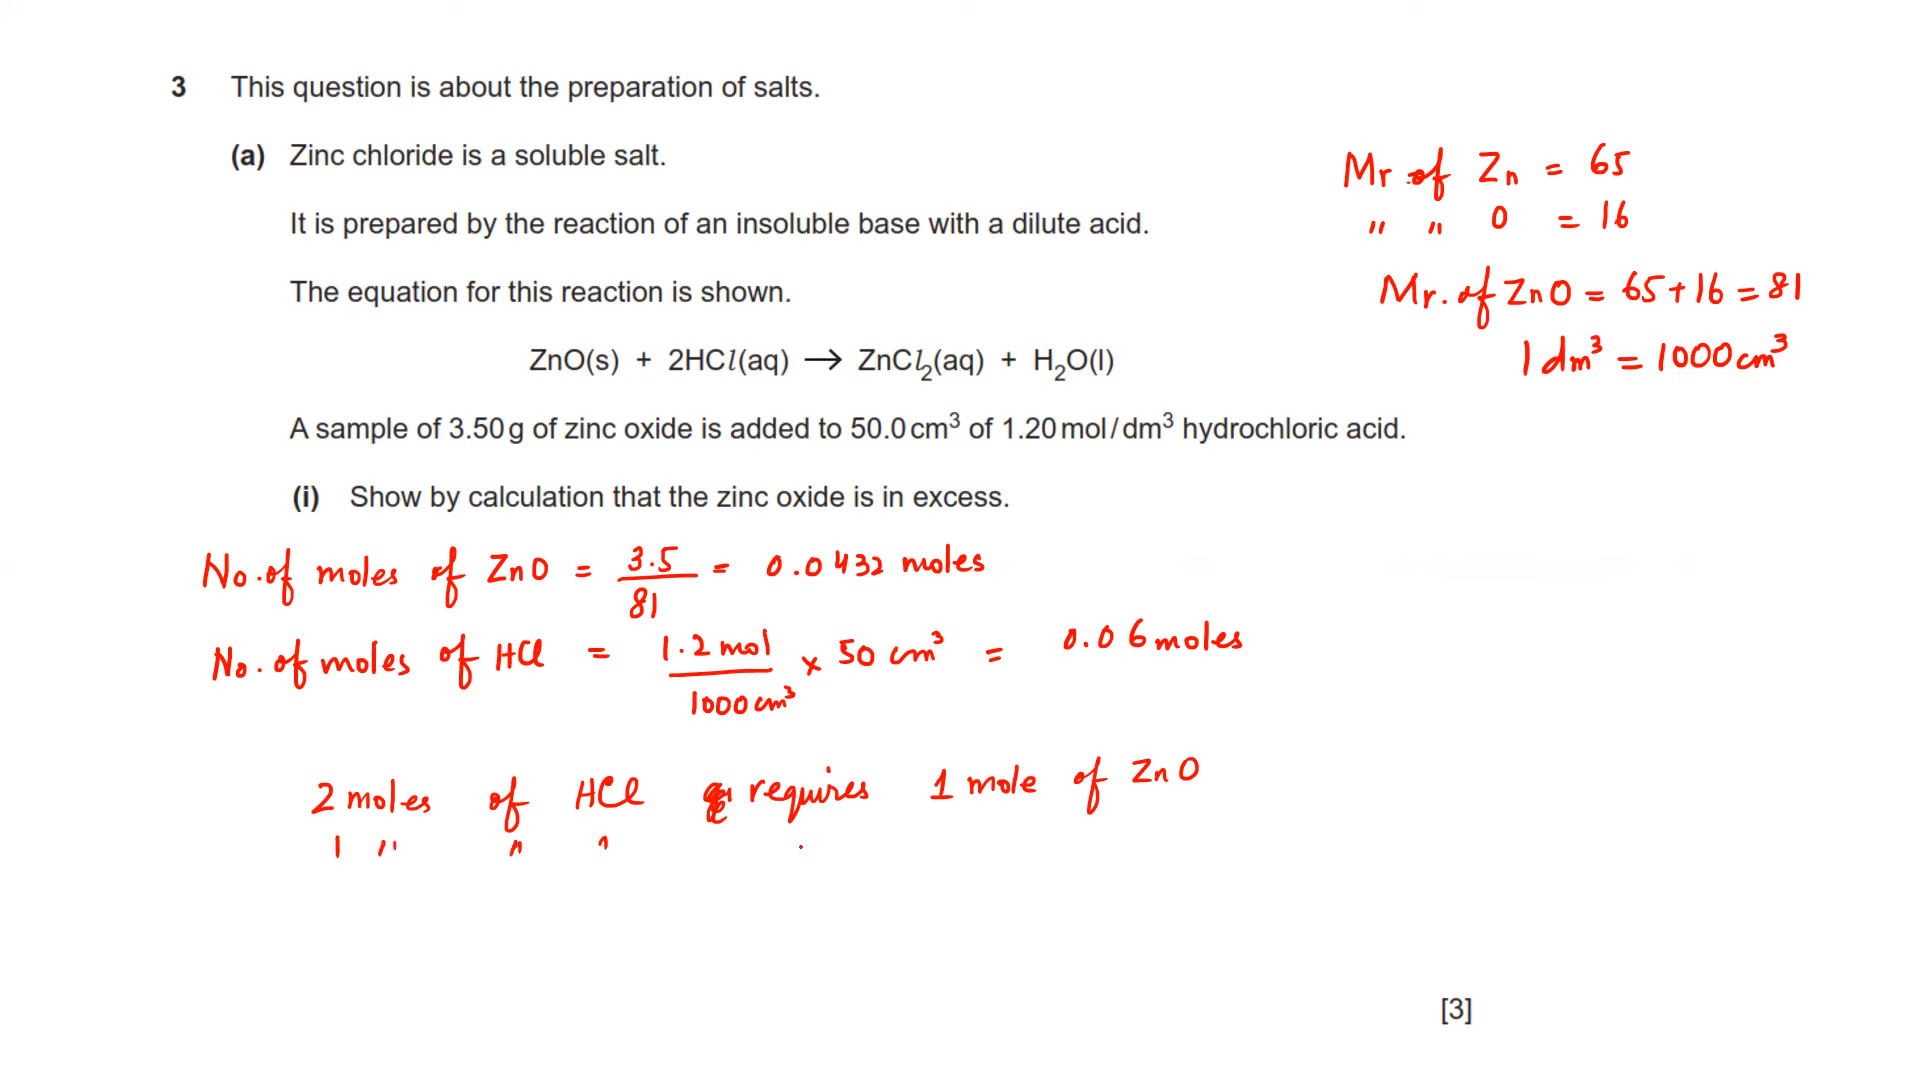 3 This question is about the preparation of salts.
(a) Zinc chloride is a soluble salt.
It is prepared by the reaction of an insoluble base with a dilute acid.
The equation for this reaction is shown.
ZnO(s) + 2HCl(aq) → ZnCl₂(aq) + H₂O(l)
A sample of 3.50 g of zinc oxide is added to 50.0 cm³ of 1.20 mol/dm³ hydrochloric acid.
(i) Show by calculation that the zinc oxide is in excess.
Mr of Zn = 65
" " O = 16
Mr. of ZnO = 65 + 16 = 81
1 dm³ = 1000 cm³
No. of moles of ZnO = 3.5 / 81 = 0.0432 moles
No. of moles of HCl = 1.2 mol / 1000 cm³ × 50 cm³ = 0.06 moles
2 moles of HCl requires 1 mole of ZnO
1 " " "
[3]